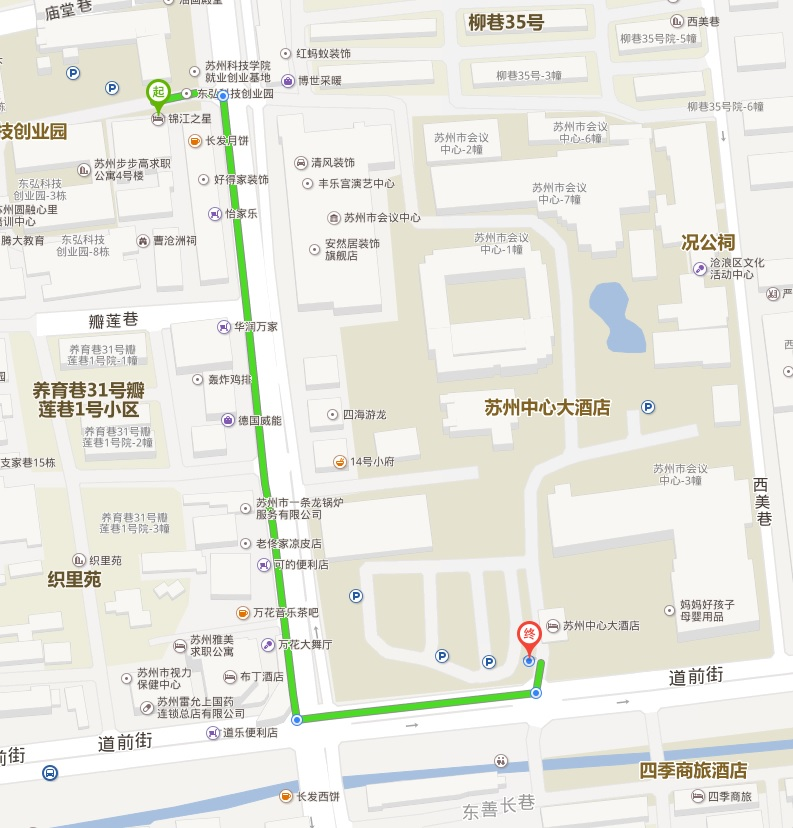 庙堂巷
油画殿堂
柳巷35号
西美巷
柳巷35号院-5幢
红蚂蚁装饰
苏州科技学院
就业创业基地
博世采暖
柳巷35号-3幢
起
东弘科技创业园
柳巷35号院-6幢
锦江之星
技创业园
长发月饼
苏州市会议
中心-2幢
苏州市会议
中心-6幢
清风装饰
苏州步步高求职
公寓4号楼
好得家装饰
丰乐宫演艺中心
东弘科技
创业园-3栋
苏州市会议
中心-7幢
州圆融心里
培训中心
怡家乐
苏州市会议中心
腾大教育
东弘科技
创业园-8栋
曹沧洲祠
安然居装饰
旗舰店
苏州市会议
中心-1幢
况公祠
沧浪区文化
活动中心
严
瓣莲巷
华润万家
养育巷31号瓣
莲巷1号院-1幢
西
轰炸鸡排
养育巷31号瓣
莲巷1号小区
四海游龙
德国威能
苏州中心大酒店
养育巷31号瓣
莲巷1号院-2幢
支家巷15栋
14号小府
苏州市会议
中心-3幢
西美巷
苏州市一条龙锅炉
服务有限公司
养育巷31号瓣
莲巷1号院-3幢
老佟家凉皮店
织里苑
可的便利店
织里苑
万花音乐茶吧
妈妈好孩子
母婴用品
终
苏州中心大酒店
苏州雅美
求职公寓
万花大舞厅
苏州市视力
保健中心
布丁酒店
道前街
苏州雷允上国药
连锁总店有限公司
道乐便利店
道前街
前街
四季商旅酒店
长发西饼
东善长巷
四季商旅